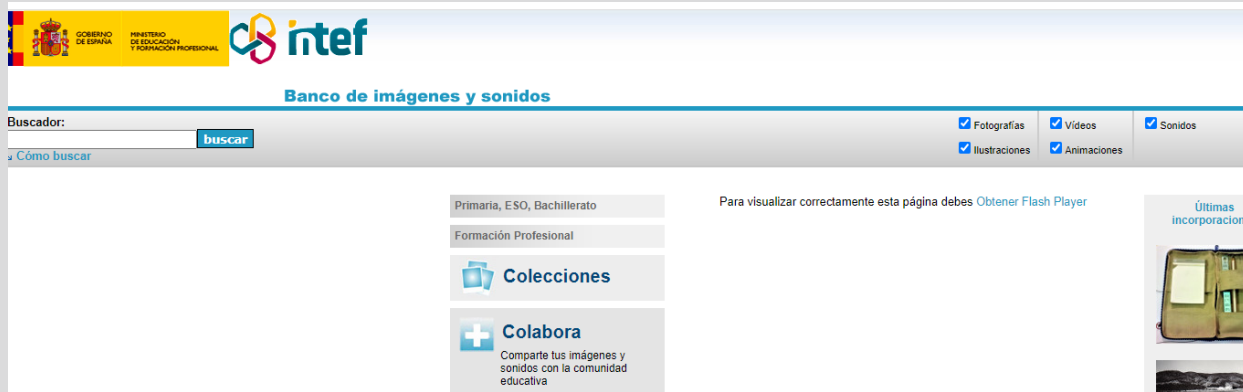 GOBIERNO
DE ESPAÑA
MINISTERIO
DE EDUCACIÓN
Y FORMACIÓN PROFESIONAL
intef
Banco de imágenes y sonidos
Buscador:
buscar
Cómo buscar
Fotografías
Vídeos
Sonidos
Ilustraciones
Animaciones
Primaria, ESO, Bachillerato
Formación Profesional
Colecciones
Colabora
Comparte tus imágenes y
sonidos con la comunidad
educativa
Para visualizar correctamente esta página debes Obtener Flash Player
Últimas
incorporacion